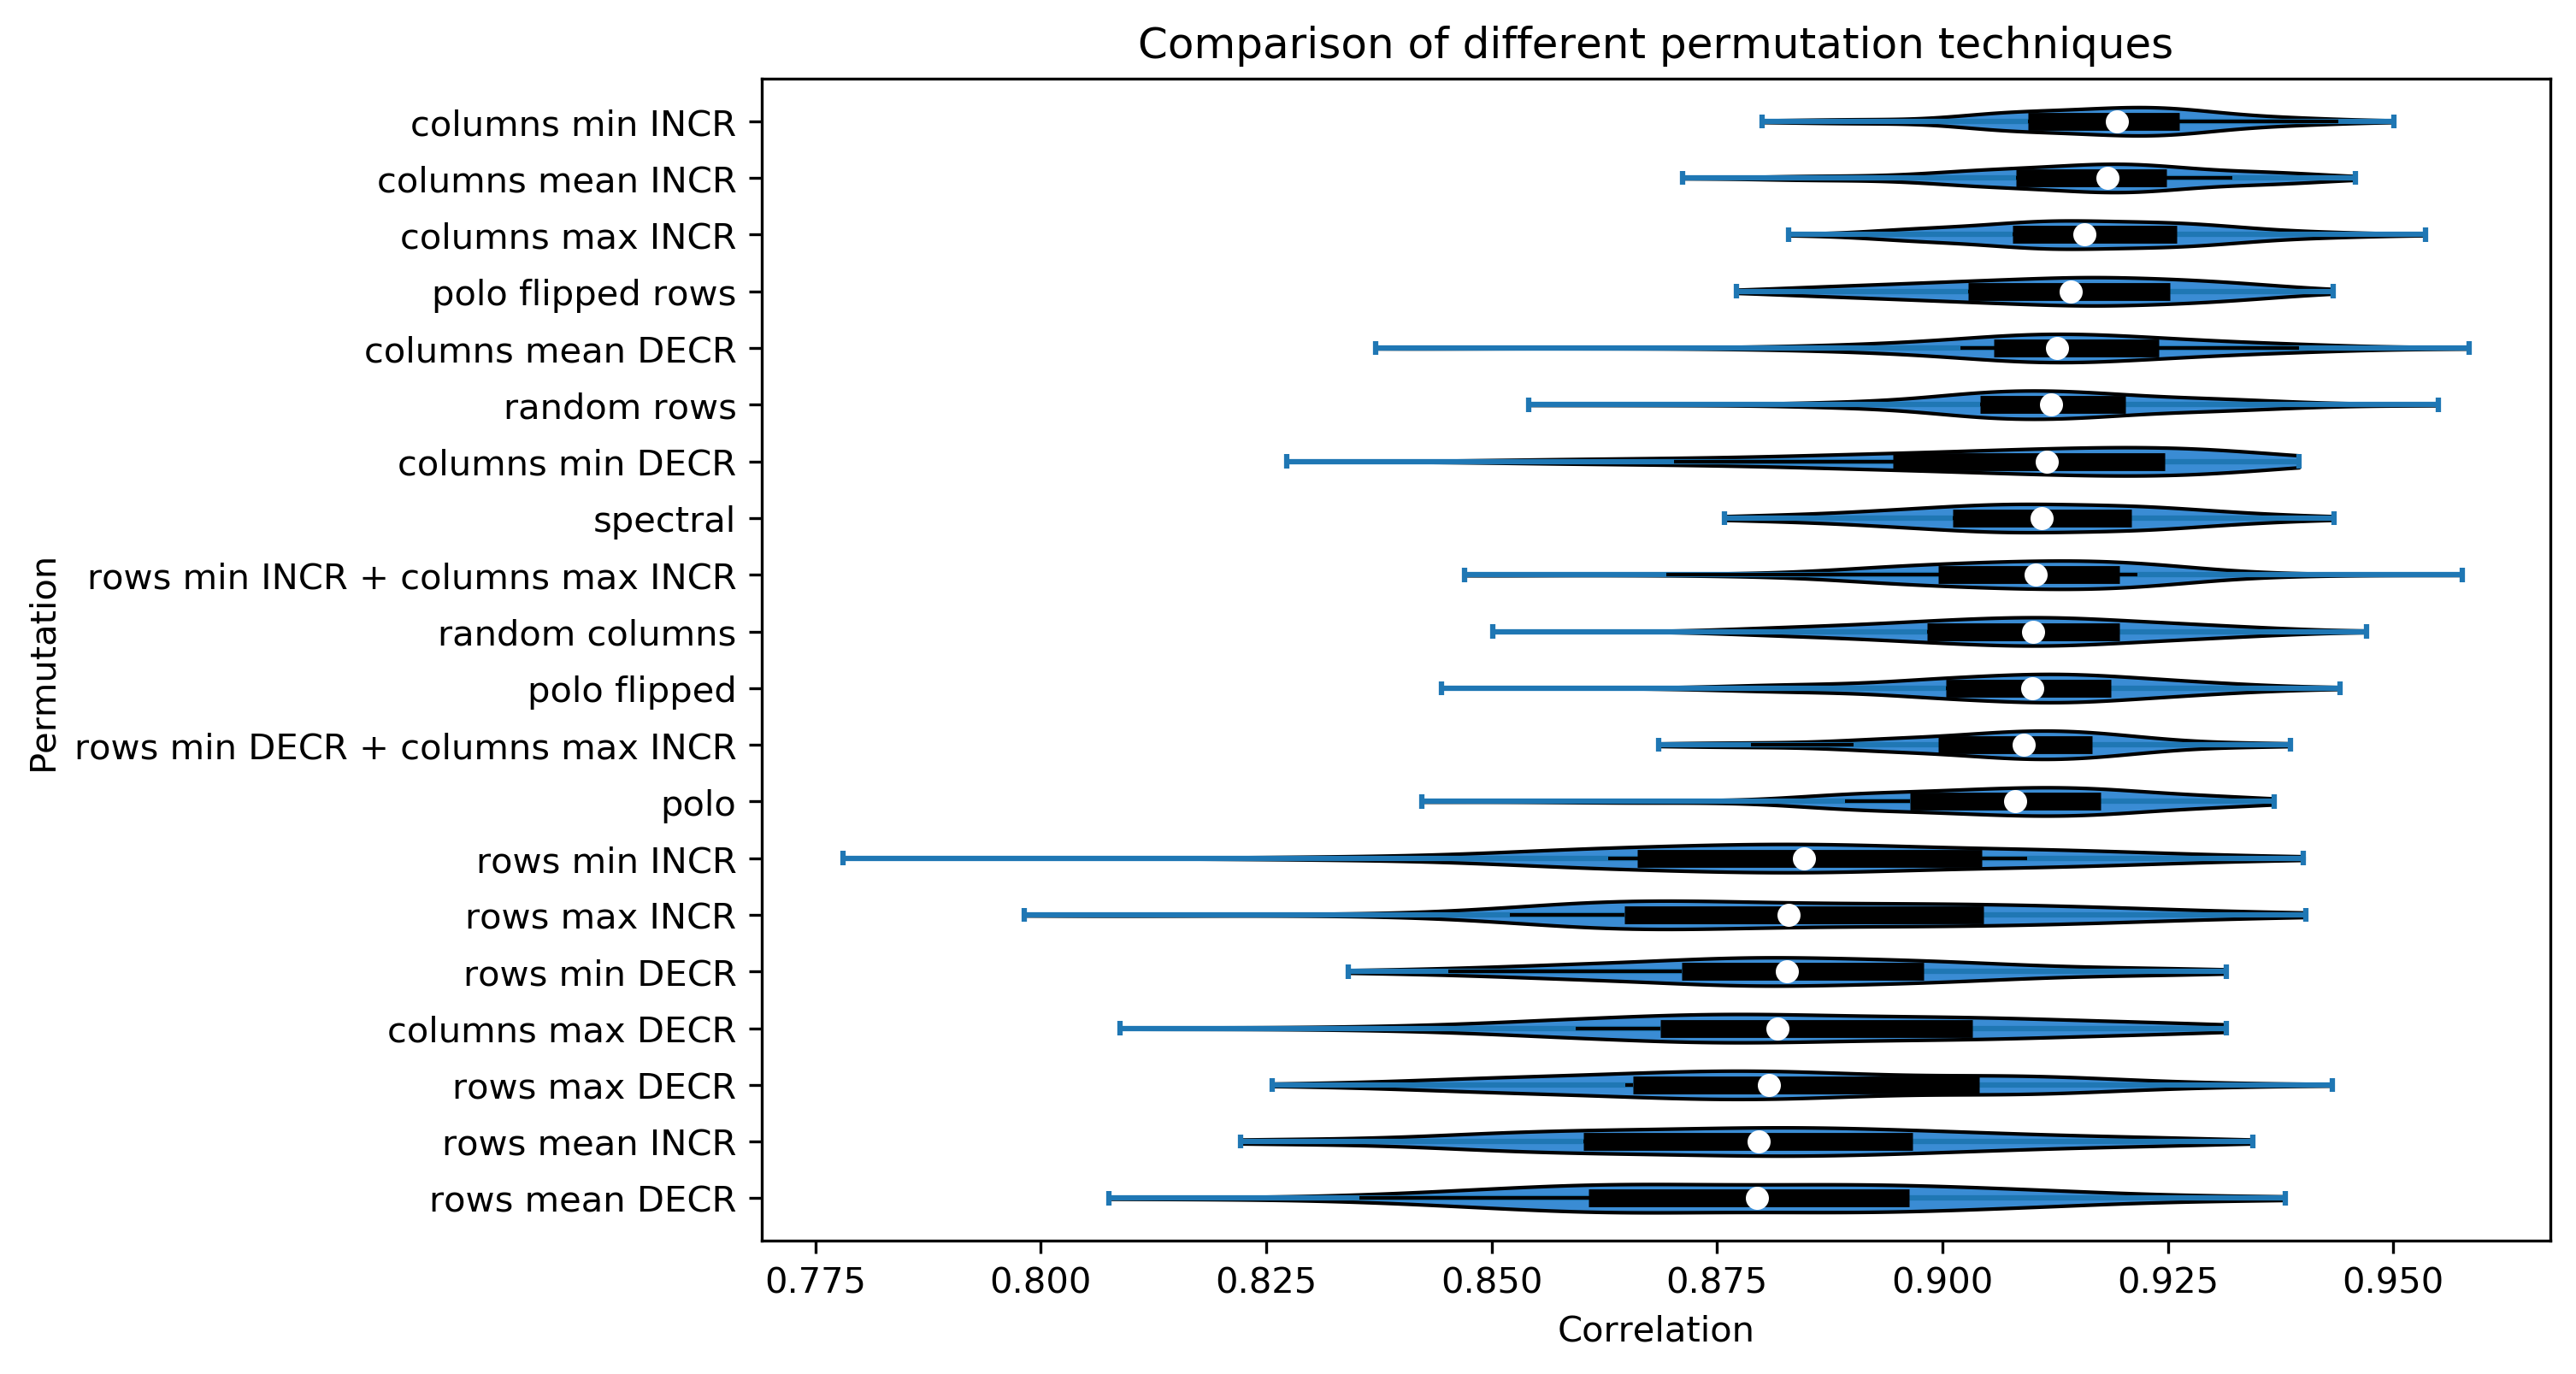 Comparison of different permutation techniques
Permutation
columns min INCR
columns mean INCR
columns max INCR
polo flipped rows
columns mean DECR
random rows
columns min DECR
spectral
rows min INCR + columns max INCR
random columns
polo flipped
rows min DECR + columns max INCR
polo
rows min INCR
rows max INCR
rows min DECR
columns max DECR
rows max DECR
rows mean INCR
rows mean DECR
0.775 0.800 0.825 0.850 0.875 0.900 0.925 0.950
Correlation